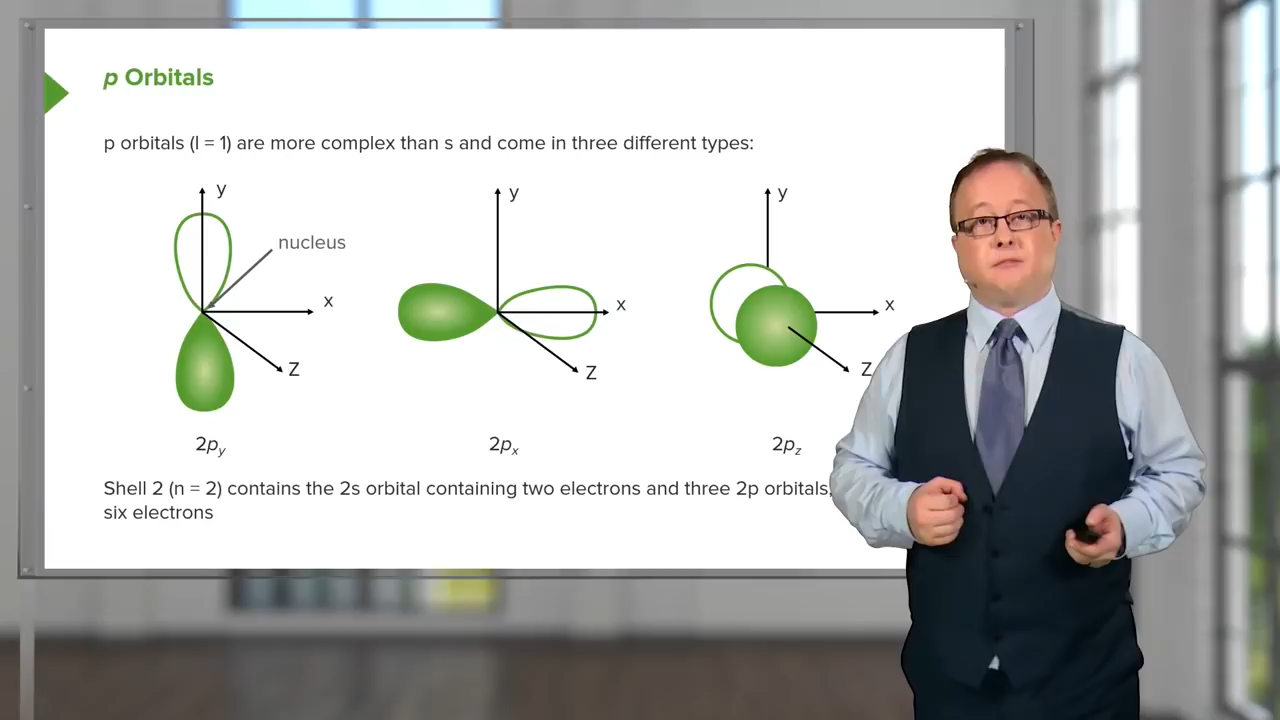 p Orbitals
p orbitals (l = 1) are more complex than s and come in three different types:
y
nucleus
x
Z
2py
y
x
Z
2px
y
x
Z
2pz
Shell 2 (n = 2) contains the 2s orbital containing two electrons and three 2p orbitals,
six electrons